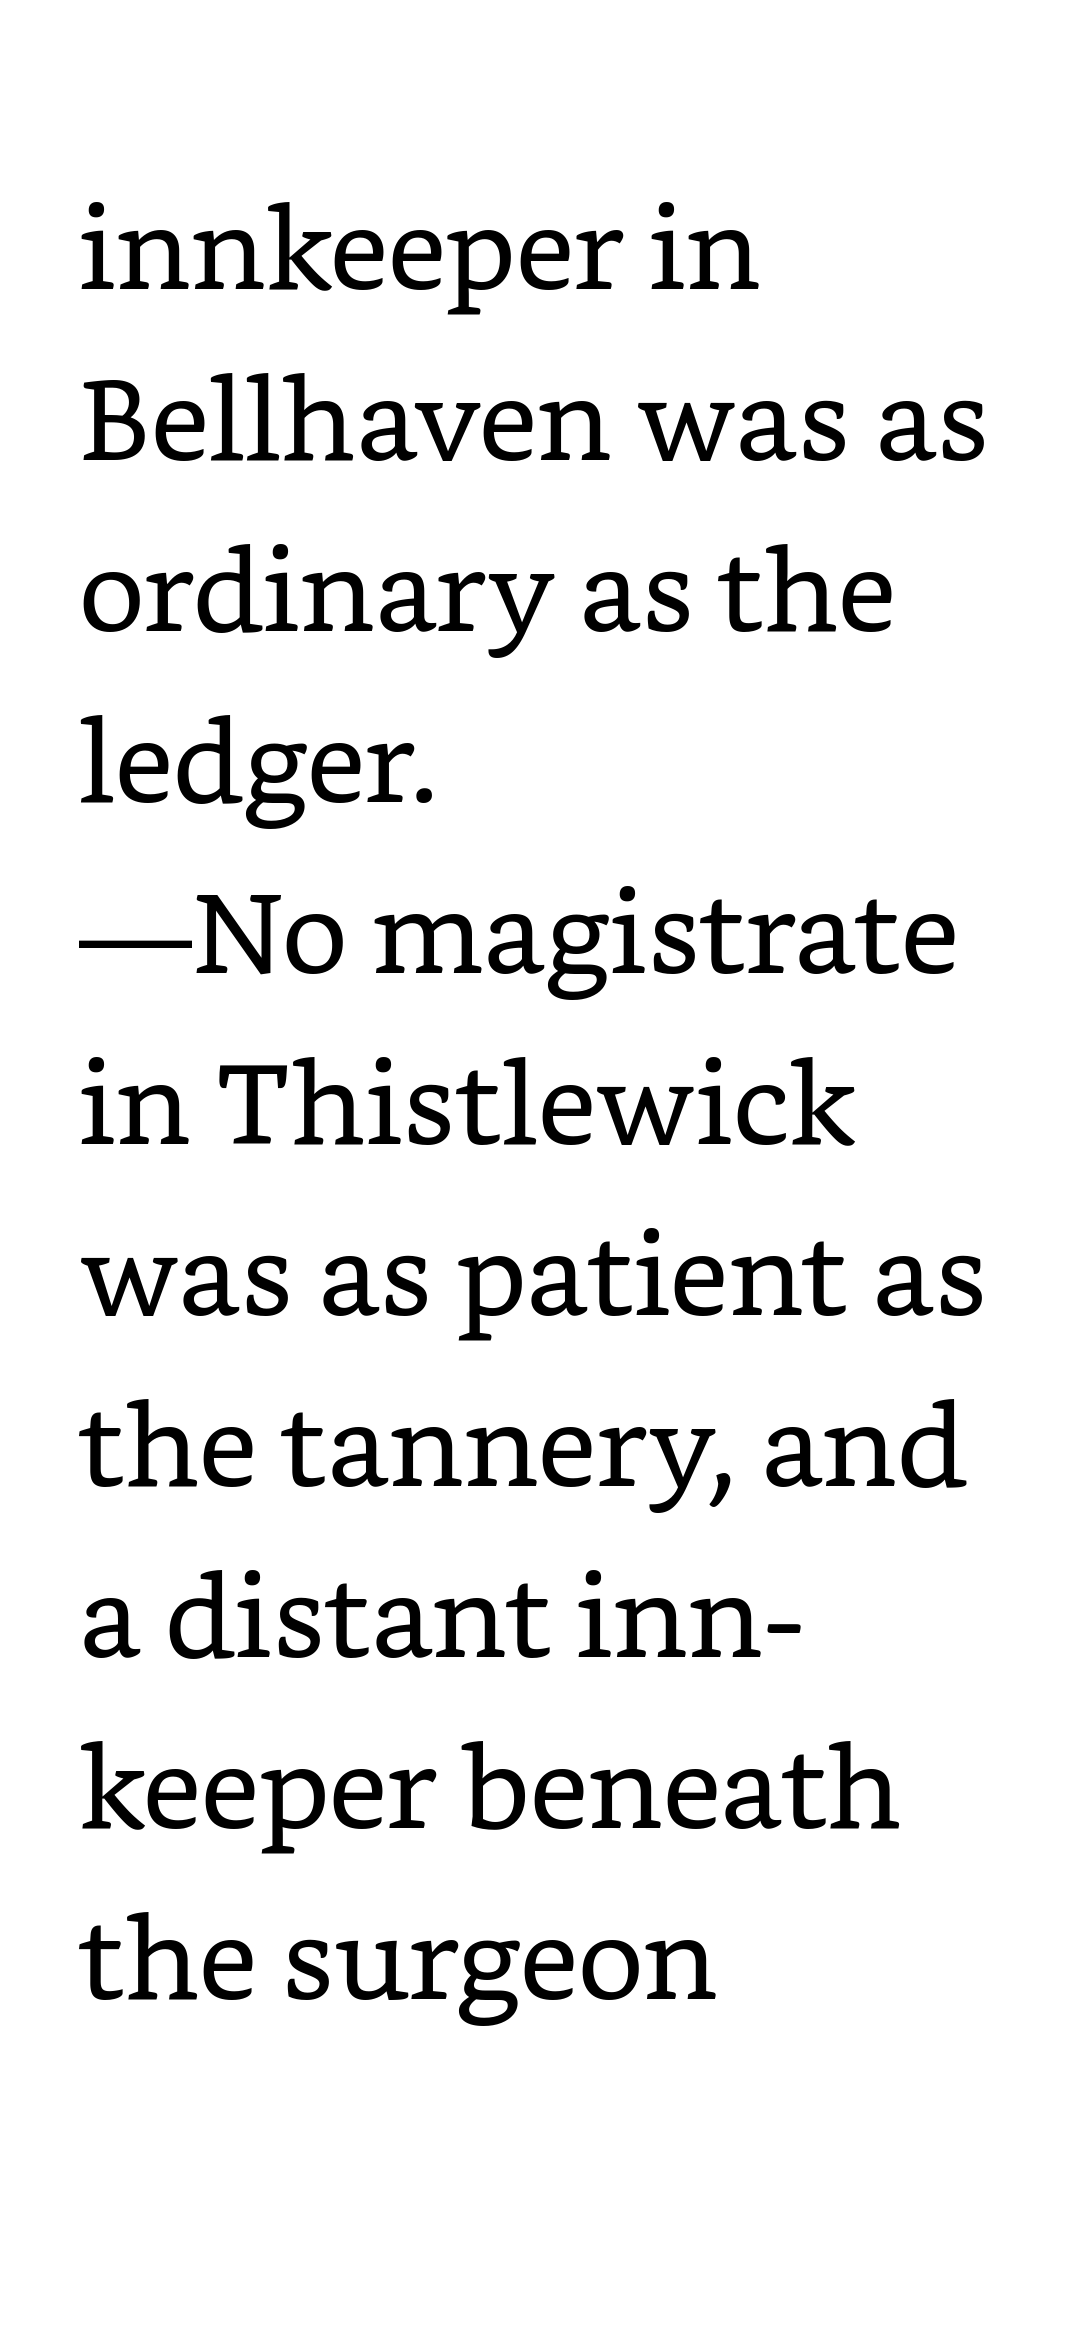 innkeeper in
Bellhaven was as
ordinary as the
ledger.
—No magistrate
in Thistlewick
was as patient as
the tannery, and
a distant inn-
keeper beneath
the surgeon